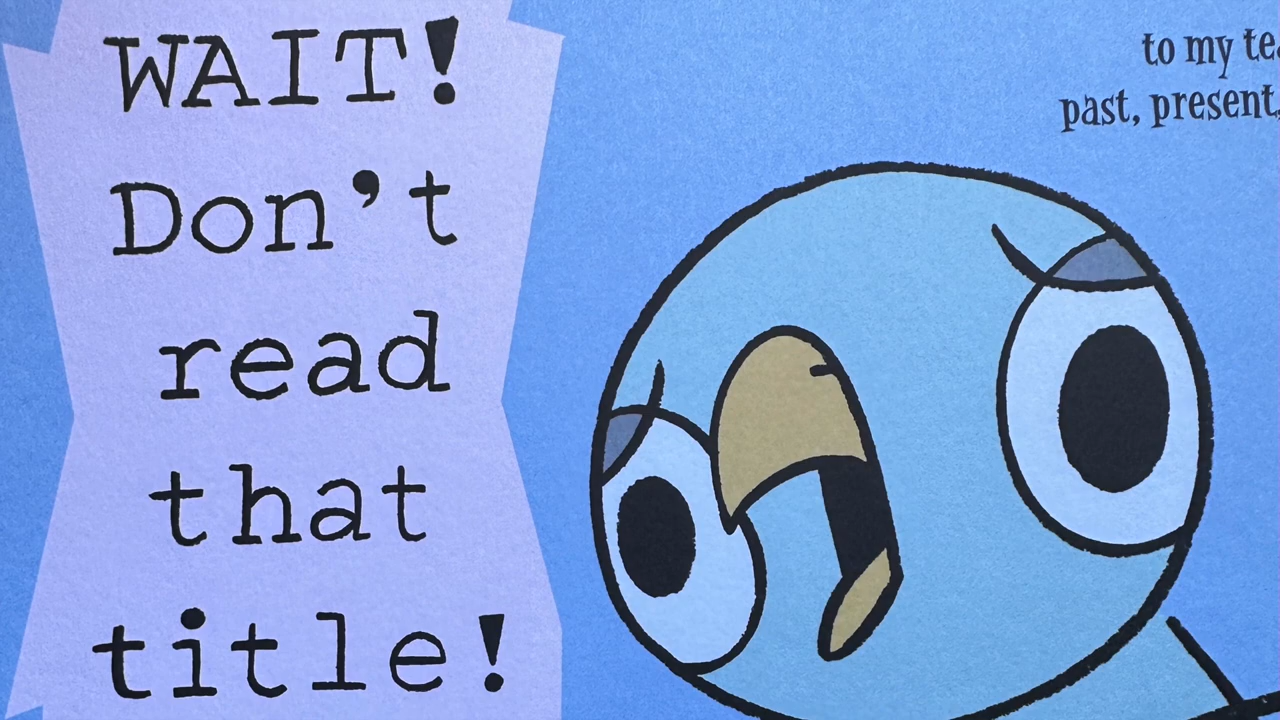 WAIT!
Don't
read
that
title!
to my
past, present,